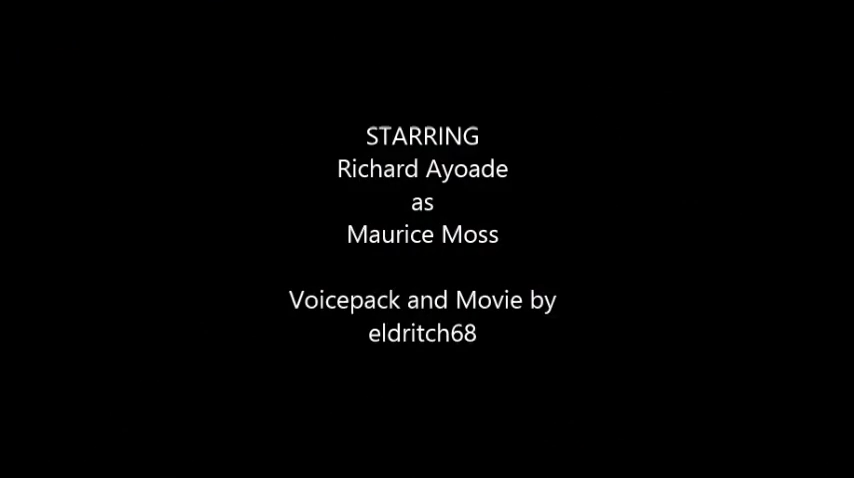 STARRING
Richard Ayoade
as
Maurice Moss
Voicepack and Movie by
eldritch68